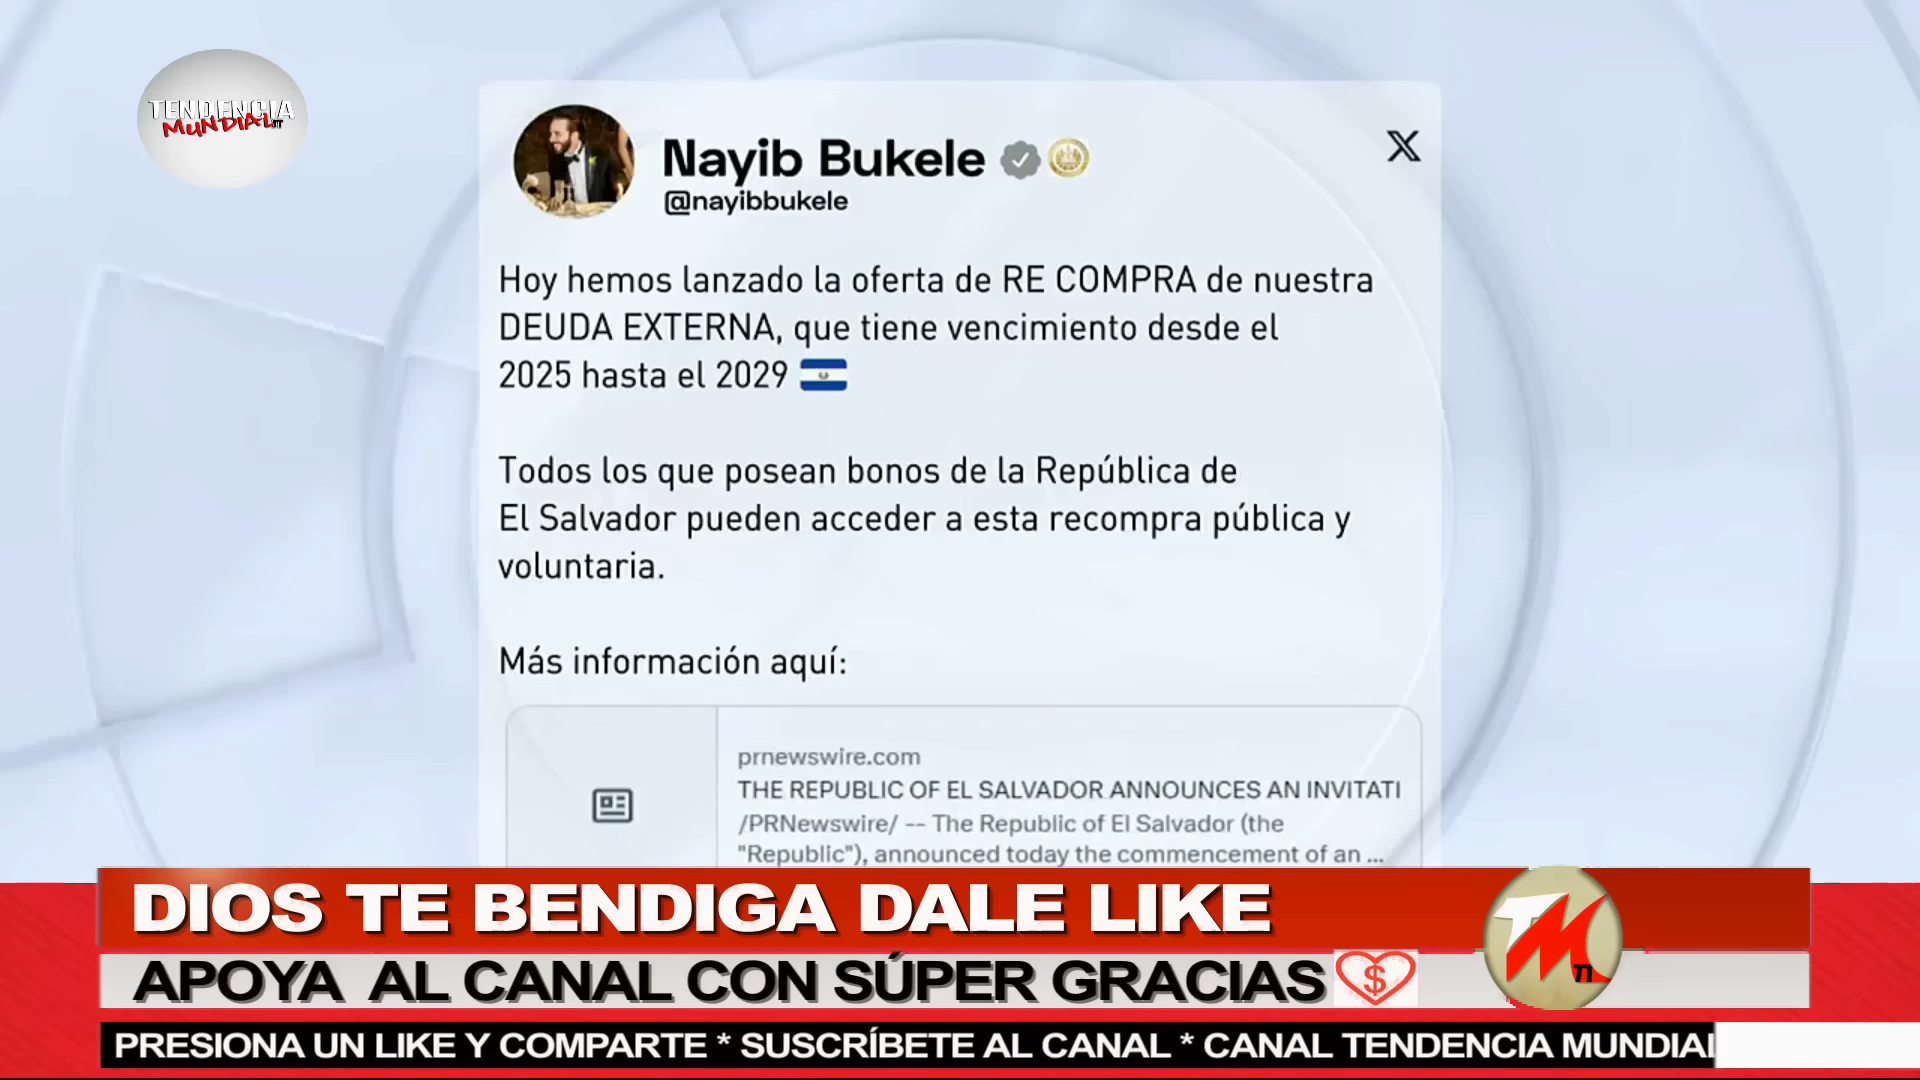 TENDENCIA
MUNDIAL TI
Nayib Bukele
@nayibbukele
Hoy hemos lanzado la oferta de RE COMPRA de nuestra
DEUDA EXTERNA, que tiene vencimiento desde el
2025 hasta el 2029
Todos los que posean bonos de la República de
El Salvador pueden acceder a esta recompra pública y
voluntaria.
Más información aquí:
prnewswire.com
THE REPUBLIC OF EL SALVADOR ANNOUNCES AN INVITATI
/PRNewswire/ -- The Republic of El Salvador (the
"Republic"), announced today the commencement of an ...
DIOS TE BENDIGA DALE LIKE
APOYA AL CANAL CON SÚPER GRACIAS $
TM TI
PRESIONA UN LIKE Y COMPARTE * SUSCRÍBETE AL CANAL * CANAL TENDENCIA MUNDIAL